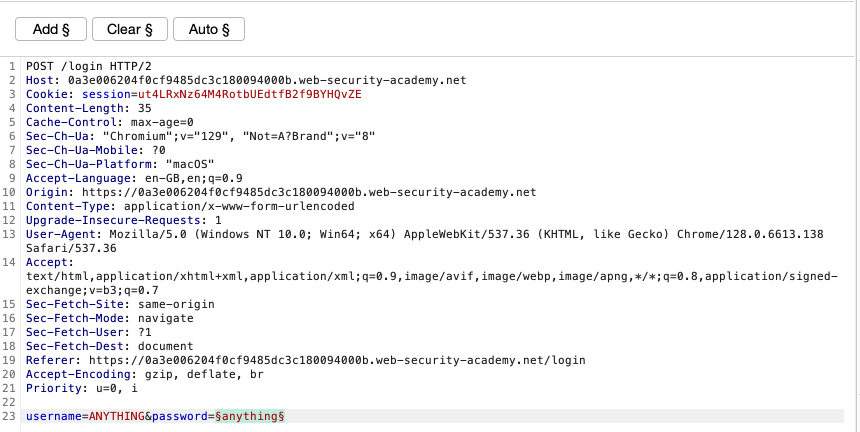 Add § Clear § Auto §
1 POST /login HTTP/2
2 Host: 0a3e006204f0cf9485dc3c180094000b.web-security-academy.net
3 Cookie: session=ut4LRxNz64M4RotbUEdtfB2f9BYHQvZE
4 Content-Length: 35
5 Cache-Control: max-age=0
6 Sec-Ch-Ua: "Chromium";v="129", "Not=A?Brand";v="8"
7 Sec-Ch-Ua-Mobile: ?0
8 Sec-Ch-Ua-Platform: "macOS"
9 Accept-Language: en-GB,en;q=0.9
10 Origin: https://0a3e006204f0cf9485dc3c180094000b.web-security-academy.net
11 Content-Type: application/x-www-form-urlencoded
12 Upgrade-Insecure-Requests: 1
13 User-Agent: Mozilla/5.0 (Windows NT 10.0; Win64; x64) AppleWebKit/537.36 (KHTML, like Gecko) Chrome/128.0.6613.138
Safari/537.36
14 Accept:
text/html,application/xhtml+xml,application/xml;q=0.9,image/avif,image/webp,image/apng,*/*;q=0.8,application/signed-
exchange;v=b3;q=0.7
15 Sec-Fetch-Site: same-origin
16 Sec-Fetch-Mode: navigate
17 Sec-Fetch-User: ?1
18 Sec-Fetch-Dest: document
19 Referer: https://0a3e006204f0cf9485dc3c180094000b.web-security-academy.net/login
20 Accept-Encoding: gzip, deflate, br
21 Priority: u=0, i
22
23 username=ANYTHING&password=§anything§